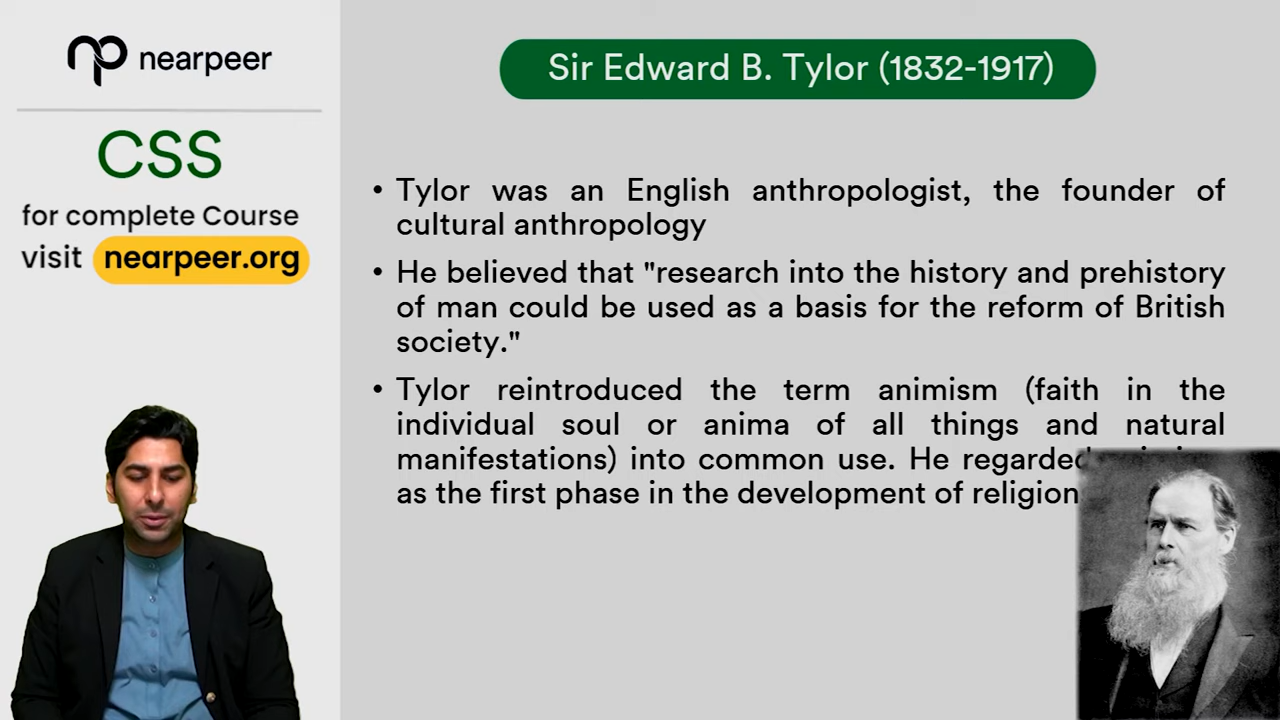 nearpeer
CSS
for complete Course
visit nearpeer.org
Sir Edward B. Tylor (1832-1917)
• Tylor was an English anthropologist, the founder of
cultural anthropology
• He believed that "research into the history and prehistory
of man could be used as a basis for the reform of British
society."
• Tylor reintroduced the term animism (faith in the
individual soul or anima of all things and natural
manifestations) into common use. He regarded
as the first phase in the development of religion